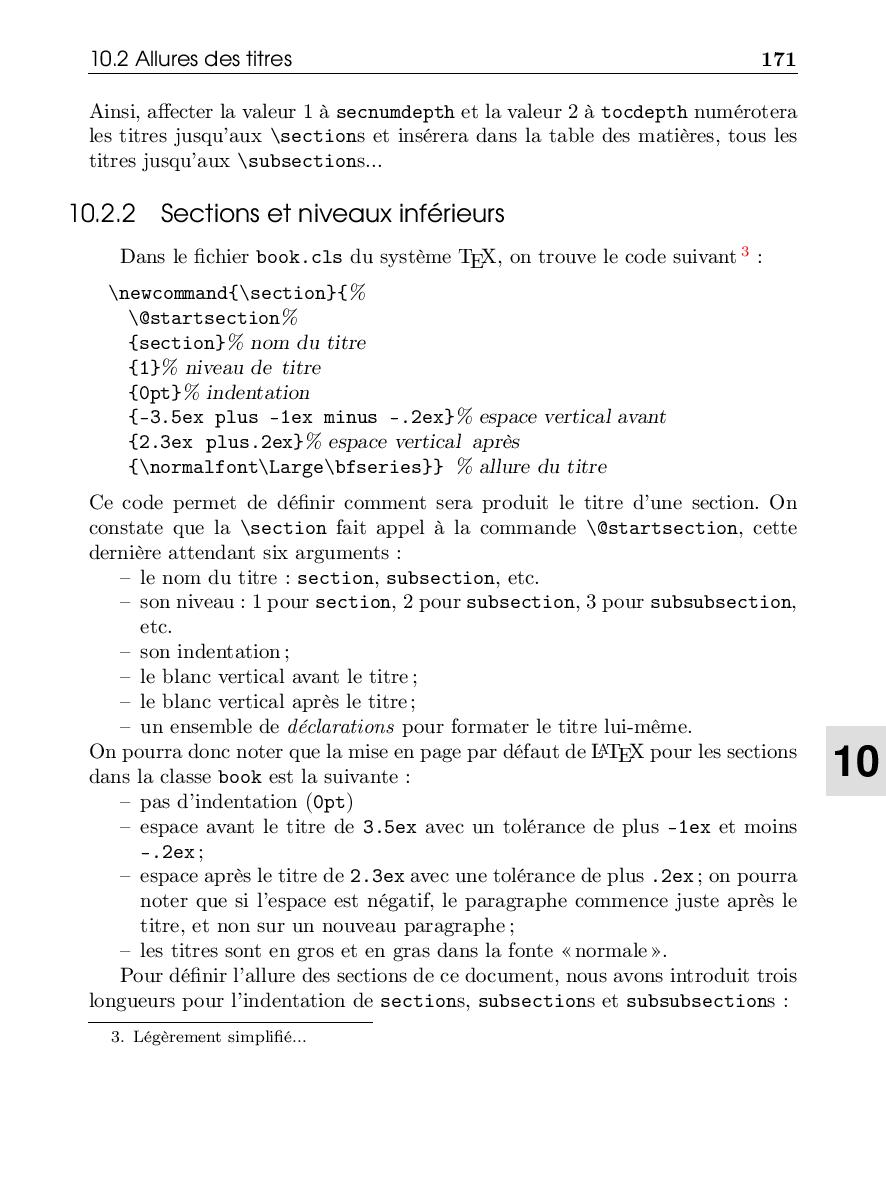 10.2 Allures des titres 171
Ainsi, affecter la valeur 1 à secnumdepth et la valeur 2 à tocdepth numérotera
les titres jusqu'aux \sections et insérera dans la table des matières, tous les
titres jusqu'aux \subsections...
10.2.2 Sections et niveaux inférieurs
Dans le fichier book.cls du système TEX, on trouve le code suivant 3 :
\newcommand{\section}{%
\@startsection%
{section}% nom du titre
{1}% niveau de titre
{0pt}% indentation
{-3.5ex plus -1ex minus -.2ex}% espace vertical avant
{2.3ex plus.2ex}% espace vertical après
{\normalfont\Large\bfseries}} % allure du titre
Ce code permet de définir comment sera produit le titre d'une section. On
constate que la \section fait appel à la commande \@startsection, cette
dernière attendant six arguments :
– le nom du titre : section, subsection, etc.
– son niveau : 1 pour section, 2 pour subsection, 3 pour subsubsection,
etc.
– son indentation ;
– le blanc vertical avant le titre ;
– le blanc vertical après le titre ;
– un ensemble de déclarations pour formater le titre lui-même.
On pourra donc noter que la mise en page par défaut de LATEX pour les sections
dans la classe book est la suivante :
– pas d'indentation (0pt)
– espace avant le titre de 3.5ex avec un tolérance de plus -1ex et moins
-.2ex ;
– espace après le titre de 2.3ex avec une tolérance de plus .2ex ; on pourra
noter que si l'espace est négatif, le paragraphe commence juste après le
titre, et non sur un nouveau paragraphe ;
– les titres sont en gros et en gras dans la fonte « normale ».
Pour définir l'allure des sections de ce document, nous avons introduit trois
longueurs pour l'indentation de sections, subsections et subsubsections :
3. Légèrement simplifié...
10